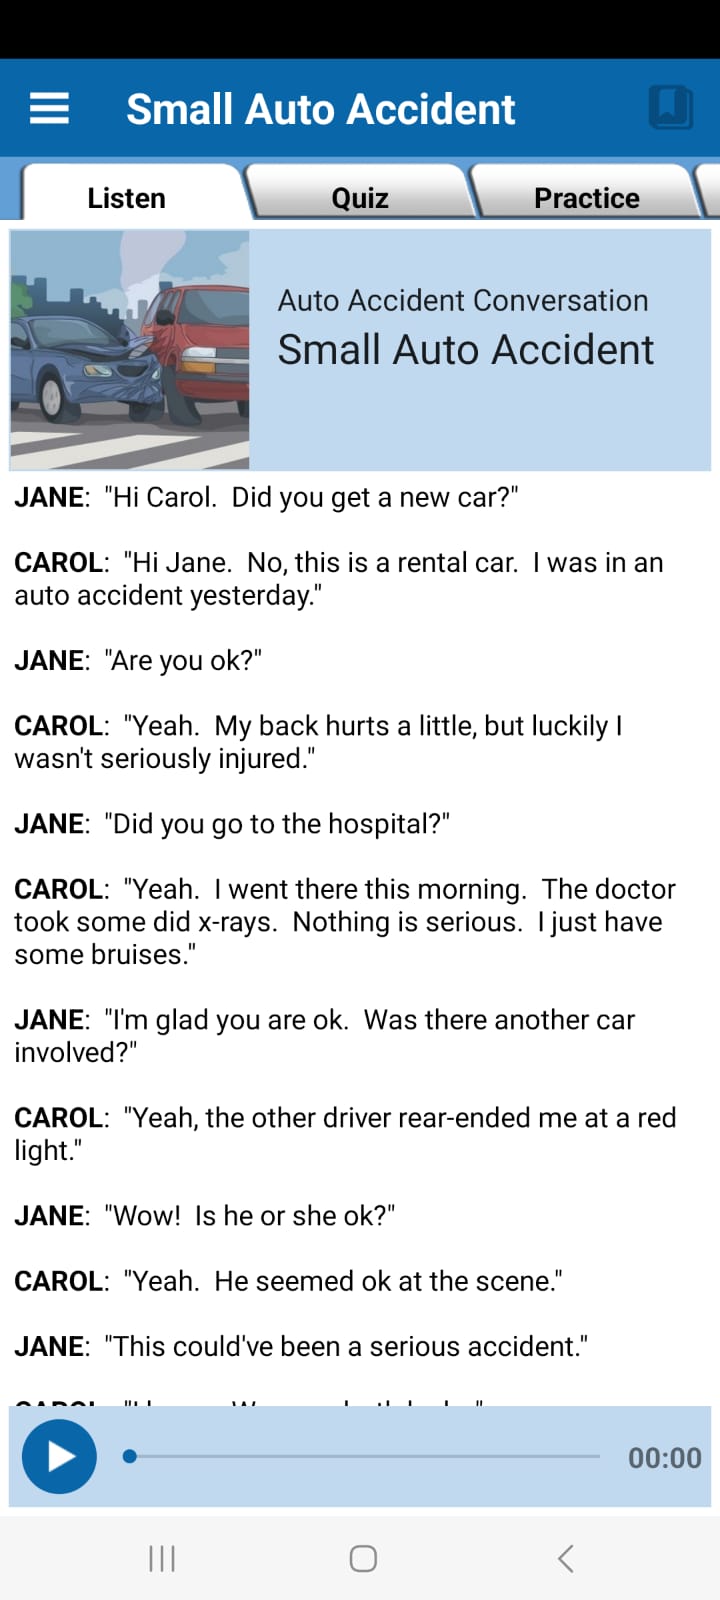 Small Auto Accident
Listen
Quiz
Practice
Auto Accident Conversation
Small Auto Accident
JANE:  "Hi Carol.  Did you get a new car?"
CAROL:  "Hi Jane.  No, this is a rental car.  I was in an
auto accident yesterday."
JANE:  "Are you ok?"
CAROL:  "Yeah.  My back hurts a little, but luckily I
wasn't seriously injured."
JANE:  "Did you go to the hospital?"
CAROL:  "Yeah.  I went there this morning.  The doctor
took some did x-rays.  Nothing is serious.  I just have
some bruises."
JANE:  "I'm glad you are ok.  Was there another car
involved?"
CAROL:  "Yeah, the other driver rear-ended me at a red
light."
JANE:  "Wow!  Is he or she ok?"
CAROL:  "Yeah.  He seemed ok at the scene."
JANE:  "This could've been a serious accident."
00:00